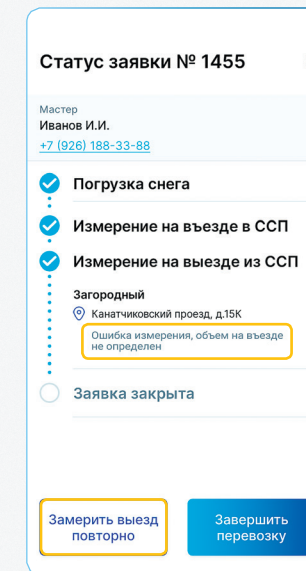 Статус заявки № 1455
Мастер
Иванов И.И.
+7 (926) 188-33-88
Погрузка снега
Измерение на въезде в ССП
Измерение на выезде из ССП
Загородный
Канатчиковский проезд, д.15К
Ошибка измерения, объем на въезде
не определен
Заявка закрыта
Замерить выезд
повторно
Завершить
перевозку